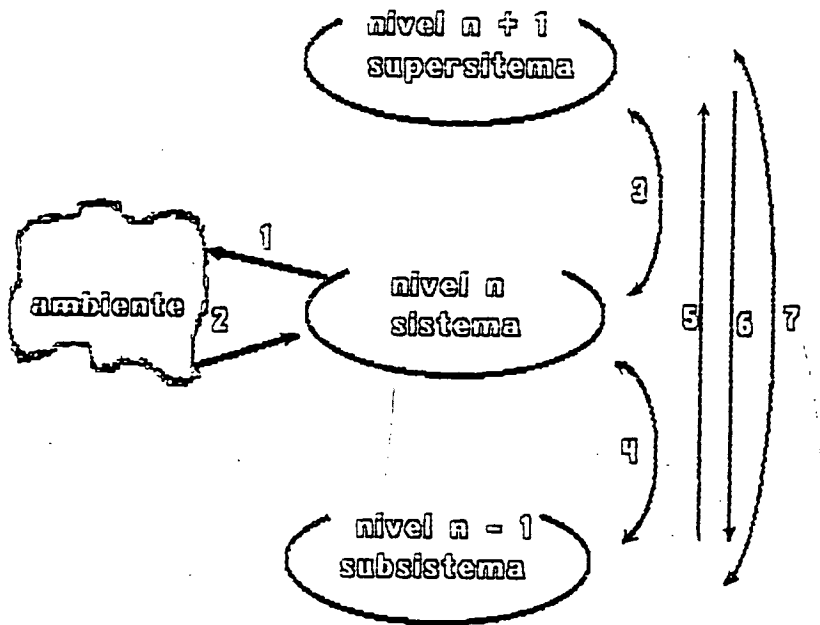 nivel n + 1
supersitema
3
1
ambiente
2
nivel n
sistema
5
6
7
4
nivel n - 1
subsistema